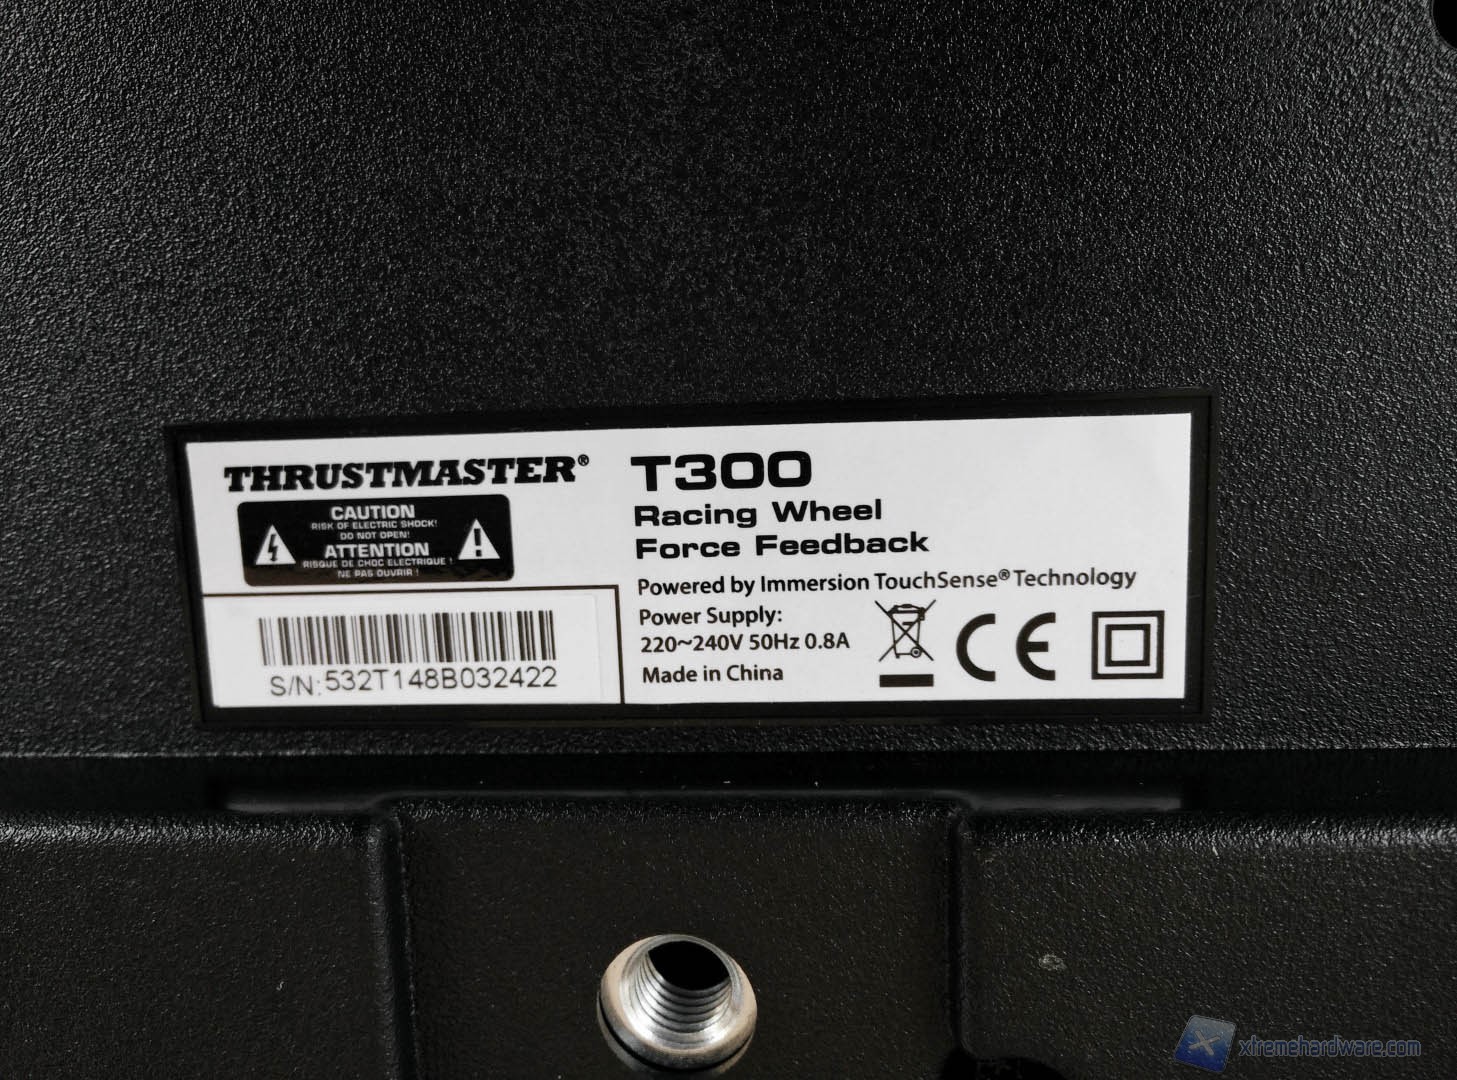 THRUSTMASTER®
CAUTION
RISK OF ELECTRIC SHOCK!
DO NOT OPEN!
ATTENTION
RISQUE DE CHOC ELECTRIQUE !
NE PAS OUVRIR !
S/N: 532T148B032422
T300
Racing Wheel
Force Feedback
Powered by Immersion TouchSense® Technology
Power Supply:
220~240V 50Hz 0.8A
Made in China
CE
xtremehardware.com